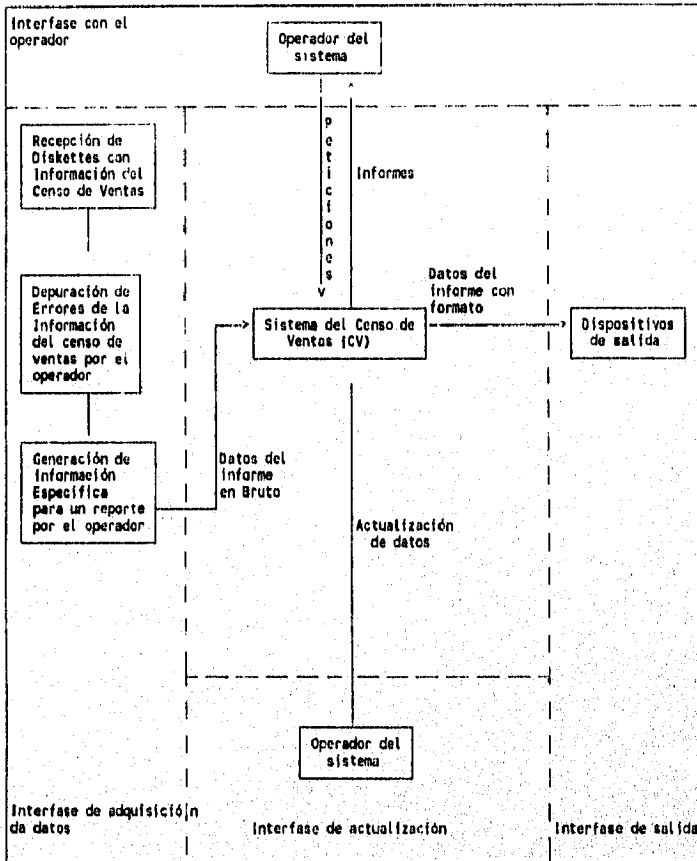 Interfase con el
operador
Operador del
sistema
Recepción de
Diskettes con
Información del
Censo de Ventas
Peticiones
Informes
Depuración de
Errores de la
Información
del censo de
ventas por el
operador
Datos del
informe con
formato
Sistema del Censo de
Ventas (CV)
Dispositivos
de salida
Generación de
información
Específica
para un reporte
por el operador
Datos del
informe
en Bruto
Actualización
de datos
Operador del
sistema
Interfase de adquisición
da datos
Interfase de actualización
Interfase de salida